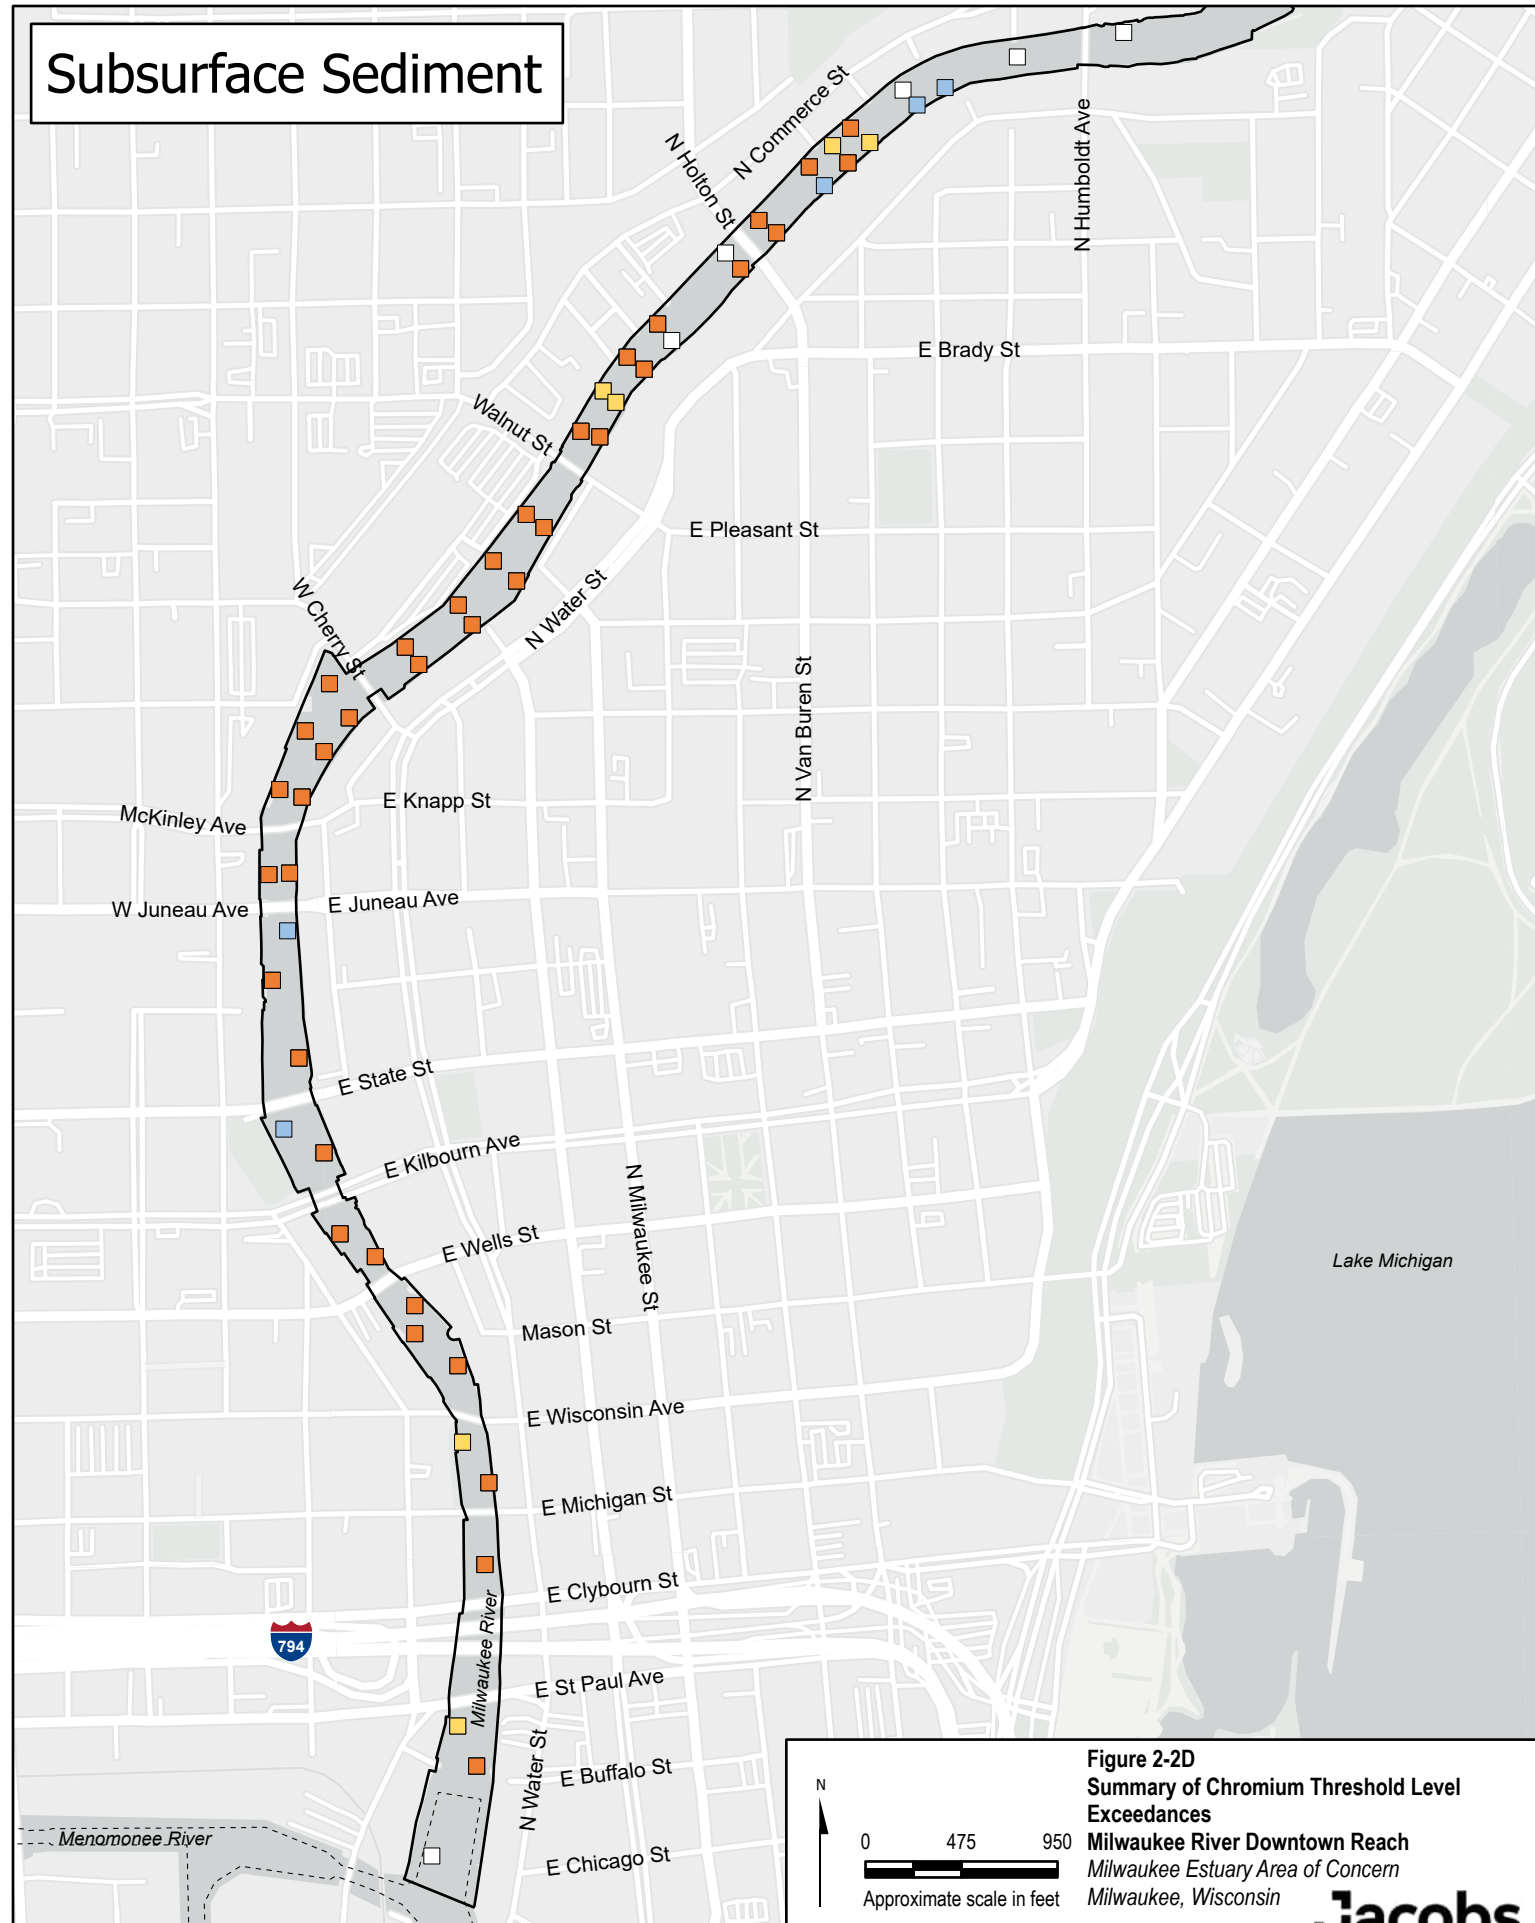 Subsurface Sediment
N Commerce St
N Holton St
N Humboldt Ave
E Brady St
Walnut St
E Pleasant St
W Cherry St
N Water St
N Van Buren St
McKinley Ave
E Knapp St
W Juneau Ave
E Juneau Ave
E State St
E Kilbourn Ave
N Milwaukee St
E Wells St
Lake Michigan
Mason St
E Wisconsin Ave
E Michigan St
E Clybourn St
794
Milwaukee River
E St Paul Ave
N Water St
E Buffalo St
Menomonee River
E Chicago St
N
0 475 950
Approximate scale in feet
Figure 2-2D
Summary of Chromium Threshold Level
Exceedances
Milwaukee River Downtown Reach
Milwaukee Estuary Area of Concern
Milwaukee, Wisconsin
Jacobs